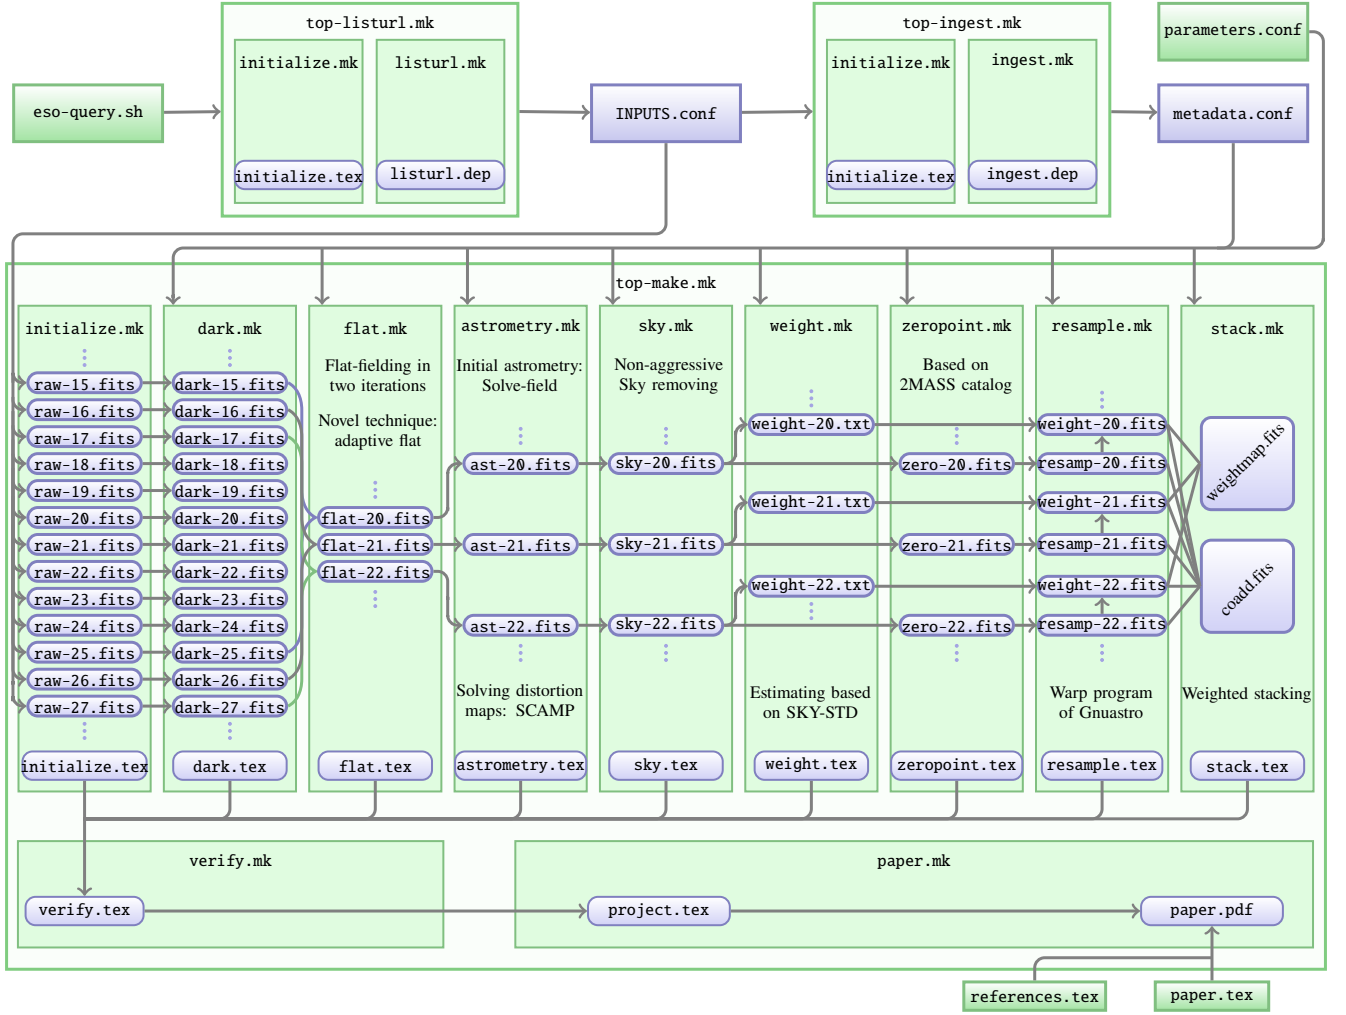 top-listurl.mk
initialize.mk
listurl.mk
initialize.tex
listurl.dep
eso-query.sh
INPUTS.conf
top-ingest.mk
initialize.mk
ingest.mk
initialize.tex
ingest.dep
parameters.conf
metadata.conf
top-make.mk
initialize.mk
raw-15.fits
raw-16.fits
raw-17.fits
raw-18.fits
raw-19.fits
raw-20.fits
raw-21.fits
raw-22.fits
raw-23.fits
raw-24.fits
raw-25.fits
raw-26.fits
raw-27.fits
initialize.tex
dark.mk
dark-15.fits
dark-16.fits
dark-17.fits
dark-18.fits
dark-19.fits
dark-20.fits
dark-21.fits
dark-22.fits
dark-23.fits
dark-24.fits
dark-25.fits
dark-26.fits
dark-27.fits
dark.tex
flat.mk
Flat-fielding in
two iterations
Novel technique:
adaptive flat
flat-20.fits
flat-21.fits
flat-22.fits
flat.tex
astrometry.mk
Initial astrometry:
Solve-field
ast-20.fits
ast-21.fits
ast-22.fits
Solving distortion
maps: SCAMP
astrometry.tex
sky.mk
Non-aggressive
Sky removing
sky-20.fits
sky-21.fits
sky-22.fits
sky.tex
weight.mk
weight-20.txt
weight-21.txt
weight-22.txt
Estimating based
on SKY-STD
weight.tex
zeropoint.mk
Based on
2MASS catalog
zero-20.fits
zero-21.fits
zero-22.fits
zeropoint.tex
resample.mk
weight-20.fits
resamp-20.fits
weight-21.fits
resamp-21.fits
weight-22.fits
resamp-22.fits
Warp program
of Gnuastro
resample.tex
stack.mk
weightmap.fits
coadd.fits
Weighted stacking
stack.tex
verify.mk
verify.tex
paper.mk
project.tex
paper.pdf
references.tex
paper.tex